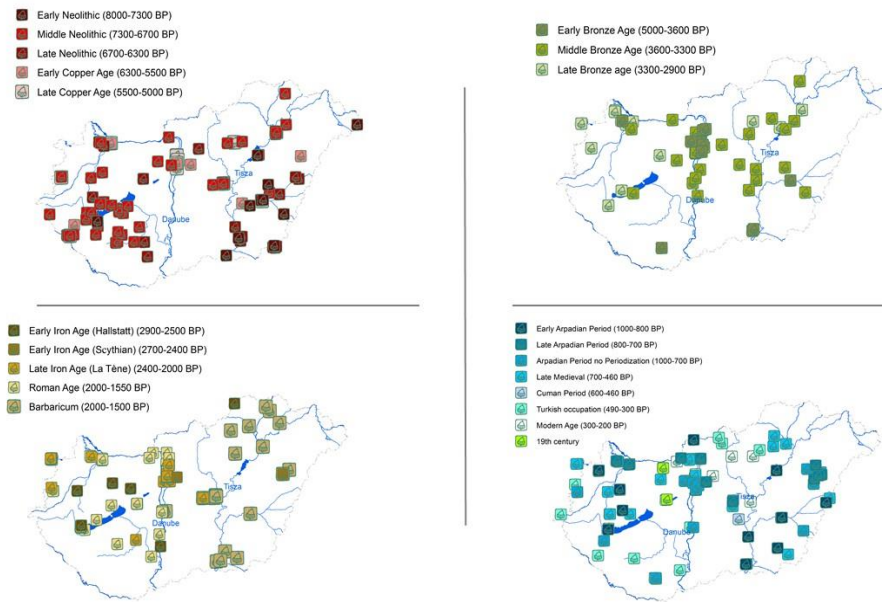 Early Neolithic (8000-7300 BP)
Middle Neolithic (7300-6700 BP)
Late Neolithic (6700-6300 BP)
Early Copper Age (6300-5500 BP)
Late Copper Age (5500-5000 BP)
Tisza
Danube
Early Bronze Age (5000-3600 BP)
Middle Bronze Age (3600-3300 BP)
Late Bronze age (3300-2900 BP)
Tisza
Danube
Early Iron Age (Hallstatt) (2900-2500 BP)
Early Iron Age (Scythian) (2700-2400 BP)
Late Iron Age (La Tène) (2400-2000 BP)
Roman Age (2000-1550 BP)
Barbaricum (2000-1500 BP)
Tisza
Danube
Early Arpadian Period (1000-800 BP)
Late Arpadian Period (800-700 BP)
Arpadian Period no Periodization (1000-700 BP)
Late Medieval (700-460 BP)
Cuman Period (600-460 BP)
Turkish occupation (490-300 BP)
Modern Age (300-200 BP)
19th century
Tisza
Danube